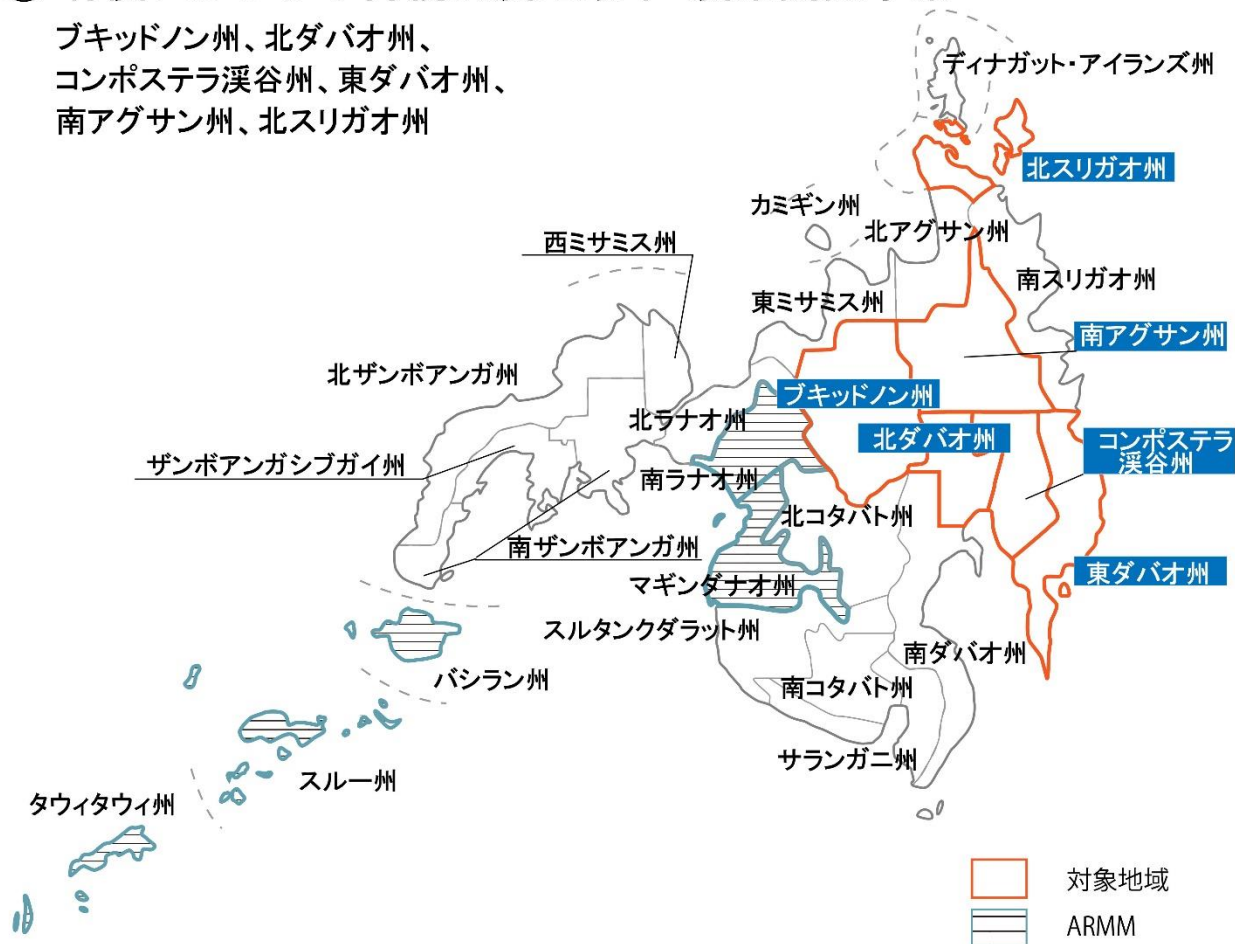 ブキッドノン州、北ダバオ州、
コンポステラ渓谷州、東ダバオ州、
南アグサン州、北スリガオ州
ディナガット・アイランズ州
北スリガオ州
カミギン州
北アグサン州
西ミサミス州
南スリガオ州
東ミサミス州
南アグサン州
北ザンボアンガ州
ブキッドノン州
北ラナオ州
北ダバオ州
コンポステラ
渓谷州
ザンボアンガシブガイ州
南ラナオ州
北コタバト州
南ザンボアンガ州
東ダバオ州
マギンダナオ州
スルタンクダラット州
南ダバオ州
バシラン州
南コタバト州
サランガニ州
スルー州
タウィタウィ州
対象地域
ARMM